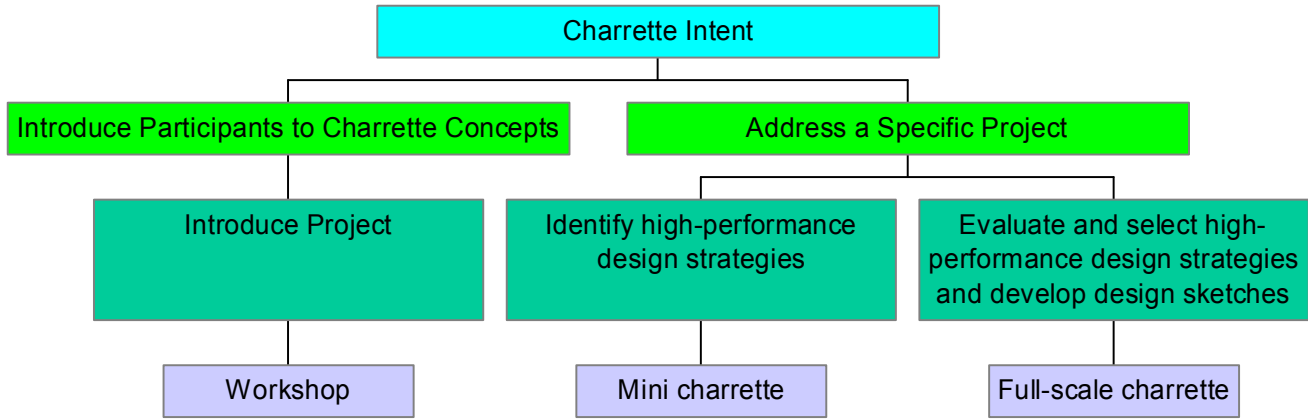 Charrette Intent
Introduce Participants to Charrette Concepts
Address a Specific Project
Introduce Project
Identify high-performance
design strategies
Evaluate and select high-
performance design strategies
and develop design sketches
Workshop
Mini charrette
Full-scale charrette